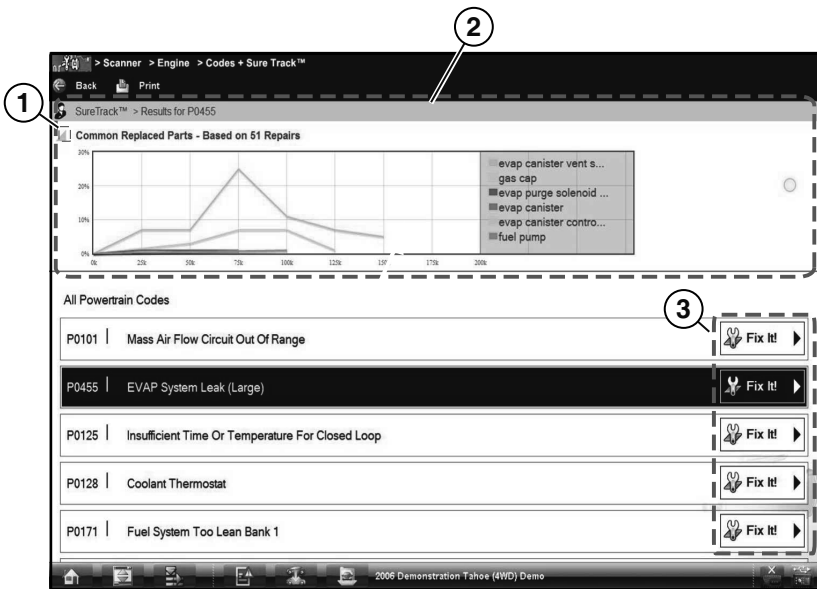 2
> Scanner > Engine > Codes + Sure Track™
Back Print
1
SureTrack™ > Results for P0455
Common Replaced Parts - Based on 51 Repairs
30%
20%
10%
0%
0k 25k 50k 75k 100k 125k 150k 175k 200k
evap canister vent s...
gas cap
evap purge solenoid ...
evap canister
evap canister contro...
fuel pump
All Powertrain Codes
3
P0101 Mass Air Flow Circuit Out Of Range Fix It!
P0455 EVAP System Leak (Large) Fix It!
P0125 Insufficient Time Or Temperature For Closed Loop Fix It!
P0128 Coolant Thermostat Fix It!
P0171 Fuel System Too Lean Bank 1 Fix It!
2006 Demonstration Tahoe (4WD) Demo